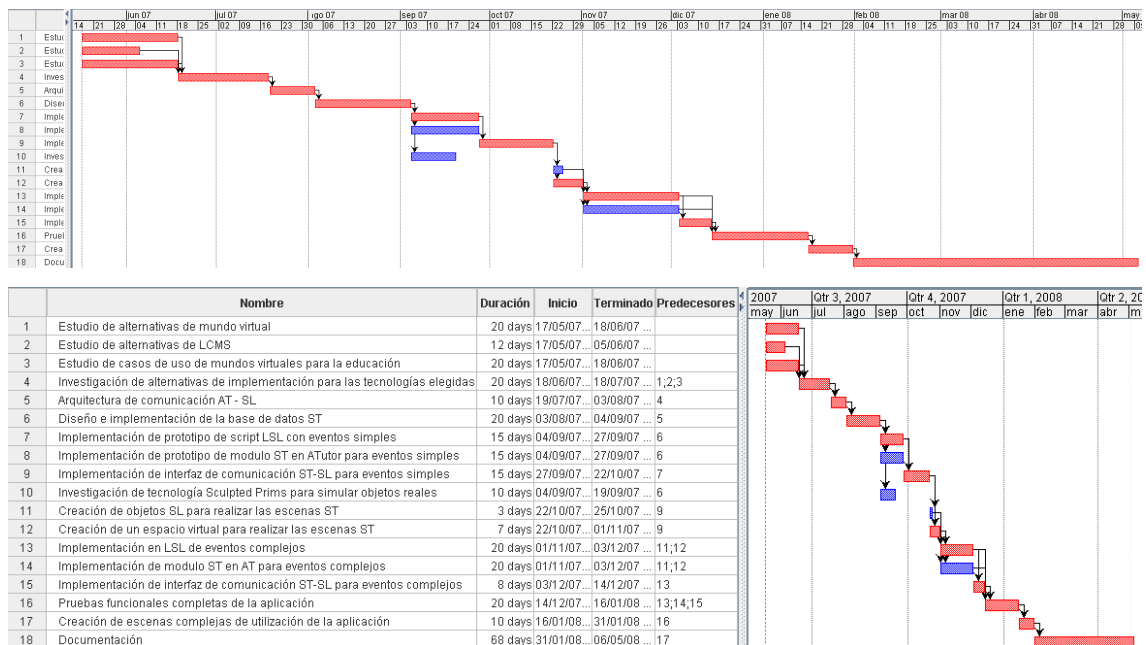 jun 07 jul 07 ago 07 sep 07 oct 07 nov 07 dic 07 ene 08 feb 08 mar 08 abr 08 may
14 21 28 04 11 18 25 02 09 16 23 30 06 13 20 27 03 10 17 24 01 08 15 22 29 05 12 19 26 03 10 17 24 31 07 14 21 28 04 11 18 25 03 10 17 24 31 07 14 21 28
1 Estu
2 Estu
3 Estu
4 Inves
5 Arqui
6 Dise
7 Imple
8 Imple
9 Imple
10 Inves
11 Crea
12 Crea
13 Imple
14 Imple
15 Imple
16 Prue
17 Crea
18 Docu
Nombre Duración Inicio Terminado Predecesores 2007 Qtr 3, 2007 Qtr 4, 2007 Qtr 1, 2008 Qtr 2, 20
may jun jul ago sep oct nov dic ene feb mar abr m
1 Estudio de alternativas de mundo virtual 20 days 17/05/07... 18/06/07 ...
2 Estudio de alternativas de LCMS 12 days 17/05/07... 05/06/07 ...
3 Estudio de casos de uso de mundos virtuales para la educación 20 days 17/05/07... 18/06/07 ...
4 Investigación de alternativas de implementación para las tecnologías elegidas 20 days 18/06/07... 18/07/07 ... 1;2;3
5 Arquitectura de comunicación AT - SL 10 days 19/07/07... 03/08/07 ... 4
6 Diseño e implementación de la base de datos ST 20 days 03/08/07... 04/09/07 ... 5
7 Implementación de prototipo de script LSL con eventos simples 15 days 04/09/07... 27/09/07 ... 6
8 Implementación de prototipo de modulo ST en ATutor para eventos simples 15 days 04/09/07... 27/09/07 ... 6
9 Implementación de interfaz de comunicación ST-SL para eventos simples 15 days 27/09/07... 22/10/07 ... 7
10 Investigación de tecnología Sculpted Prims para simular objetos reales 10 days 04/09/07... 19/09/07 ... 6
11 Creación de objetos SL para realizar las escenas ST 3 days 22/10/07... 25/10/07 ... 9
12 Creación de un espacio virtual para realizar las escenas ST 7 days 22/10/07... 01/11/07 ... 9
13 Implementación en LSL de eventos complejos 20 days 01/11/07... 03/12/07 ... 11;12
14 Implementación de modulo ST en AT para eventos complejos 20 days 01/11/07... 03/12/07 ... 11;12
15 Implementación de interfaz de comunicación ST-SL para eventos complejos 8 days 03/12/07... 14/12/07 ... 13
16 Pruebas funcionales completas de la aplicación 20 days 14/12/07... 16/01/08 ... 13;14;15
17 Creación de escenas complejas de utilización de la aplicación 10 days 16/01/08... 31/01/08 ... 16
18 Documentación 68 days 31/01/08... 06/05/08 ... 17